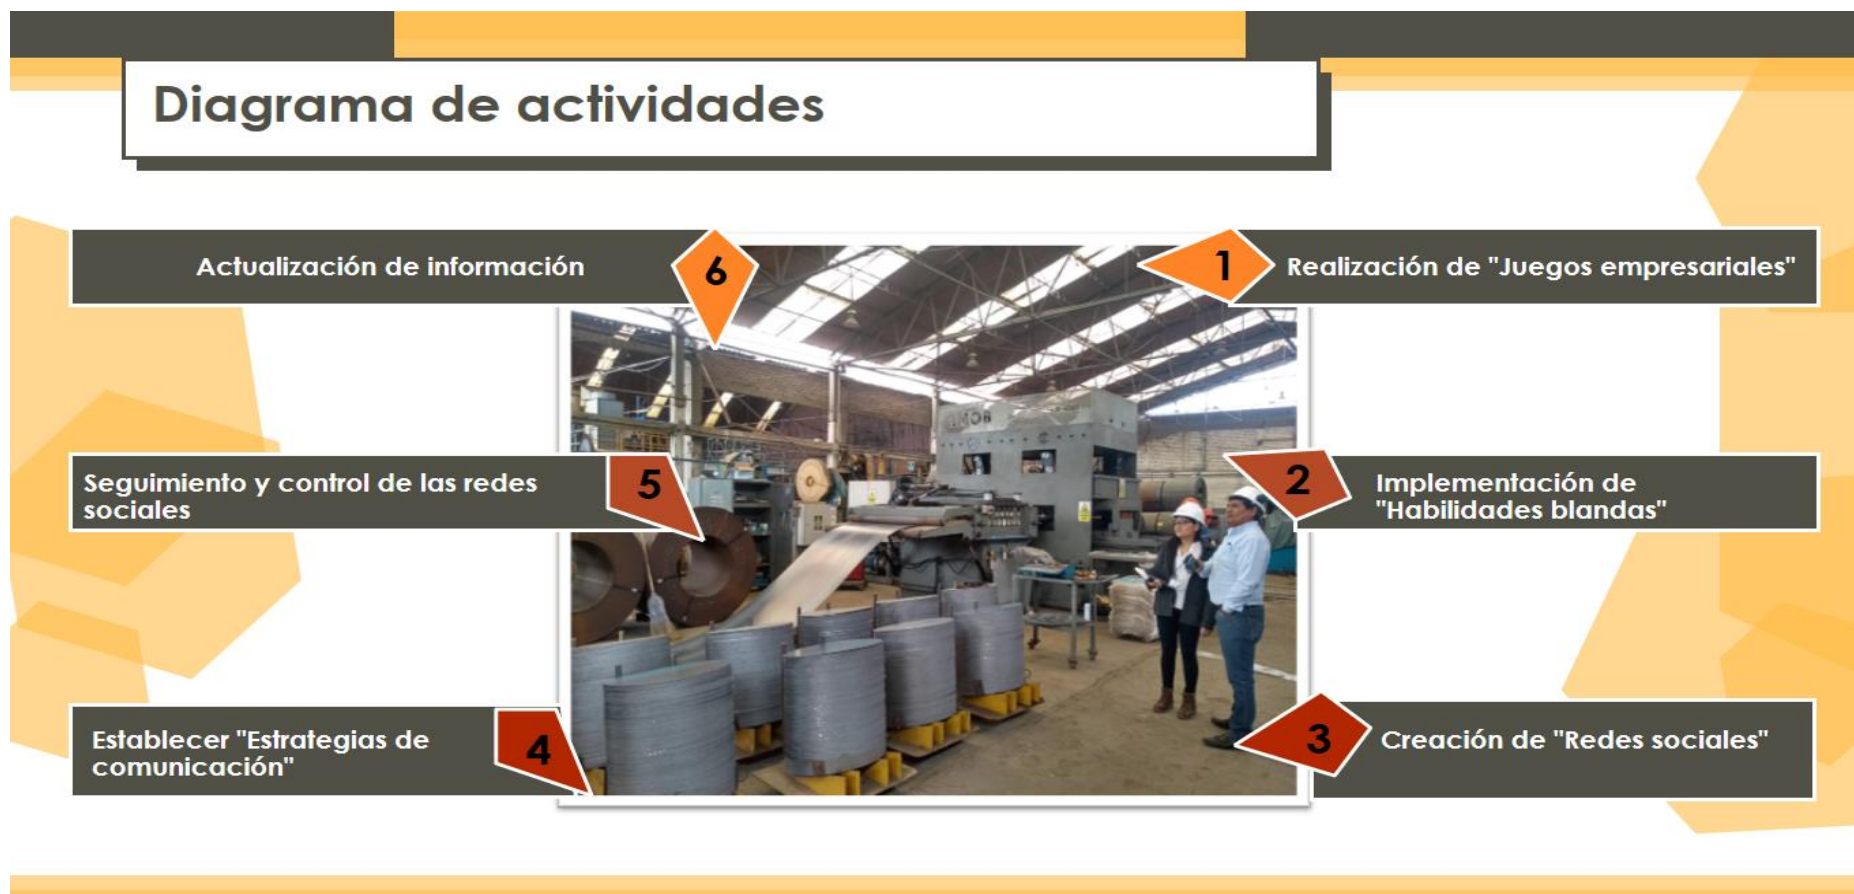 Diagrama de actividades
1
Realización de "Juegos empresariales"
2
Implementación de
"Habilidades blandas"
3
Creación de "Redes sociales"
4
Establecer "Estrategias de
comunicación"
5
Seguimiento y control de las redes
sociales
6
Actualización de información